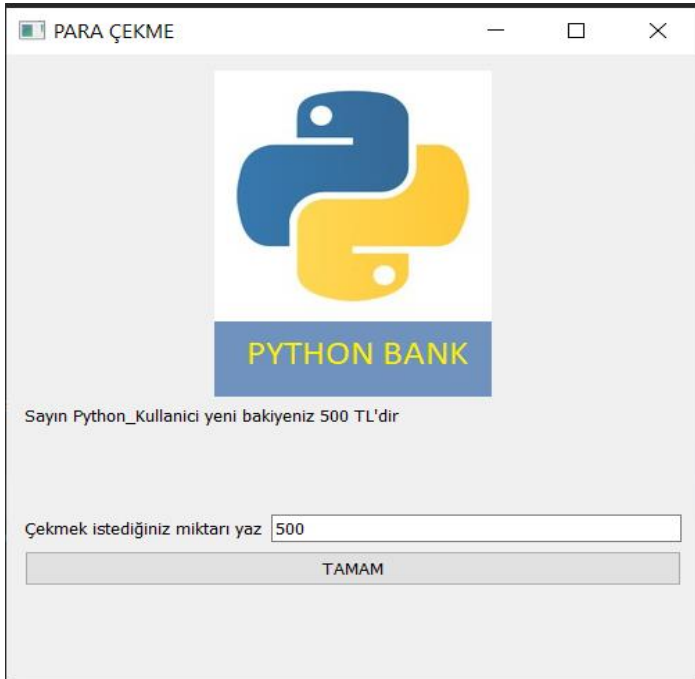 PARA ÇEKME
PYTHON BANK
Sayın Python_Kullanici yeni bakiyeniz 500 TL'dir
Çekmek istediğiniz miktarı yaz 500
TAMAM